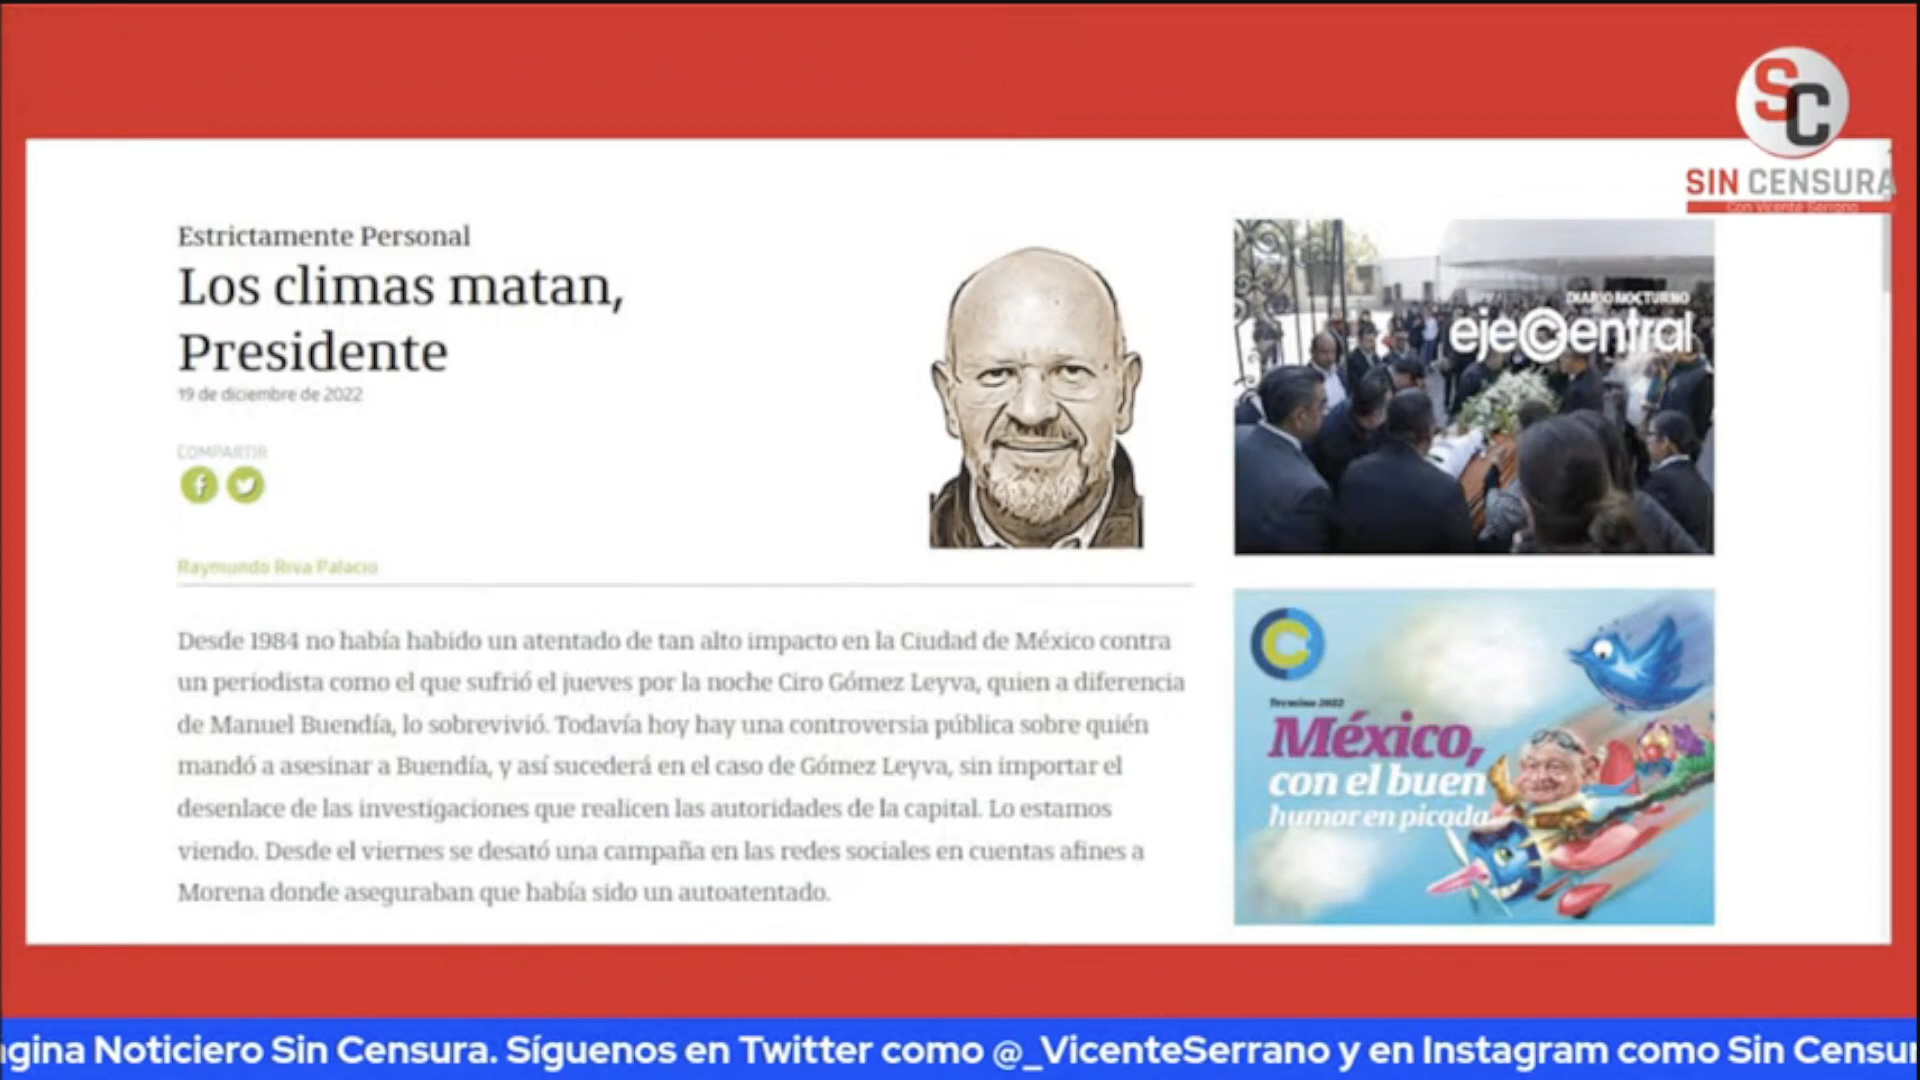 SC
SIN CENSURA
Con Vicente Serrano
Estrictamente Personal
Los climas matan,
Presidente
19 de diciembre de 2022
COMPARTIR
Raymundo Riva Palacio
Desde 1984 no había habido un atentado de tan alto impacto en la Ciudad de México contra
un periodista como el que sufrió el jueves por la noche Ciro Gómez Leyva, quien a diferencia
de Manuel Buendía, lo sobrevivió. Todavía hoy hay una controversia pública sobre quién
mandó a asesinar a Buendía, y así sucederá en el caso de Gómez Leyva, sin importar el
desenlace de las investigaciones que realicen las autoridades de la capital. Lo estamos
viendo. Desde el viernes se desató una campaña en las redes sociales en cuentas afines a
Morena donde aseguraban que había sido un autoatentado.
DIARIO NOCTURNO
ejeCentral
Termina 2022
México,
con el buen
humor en picada
gina Noticiero Sin Censura. Síguenos en Twitter como @_VicenteSerrano y en Instagram como Sin Censur